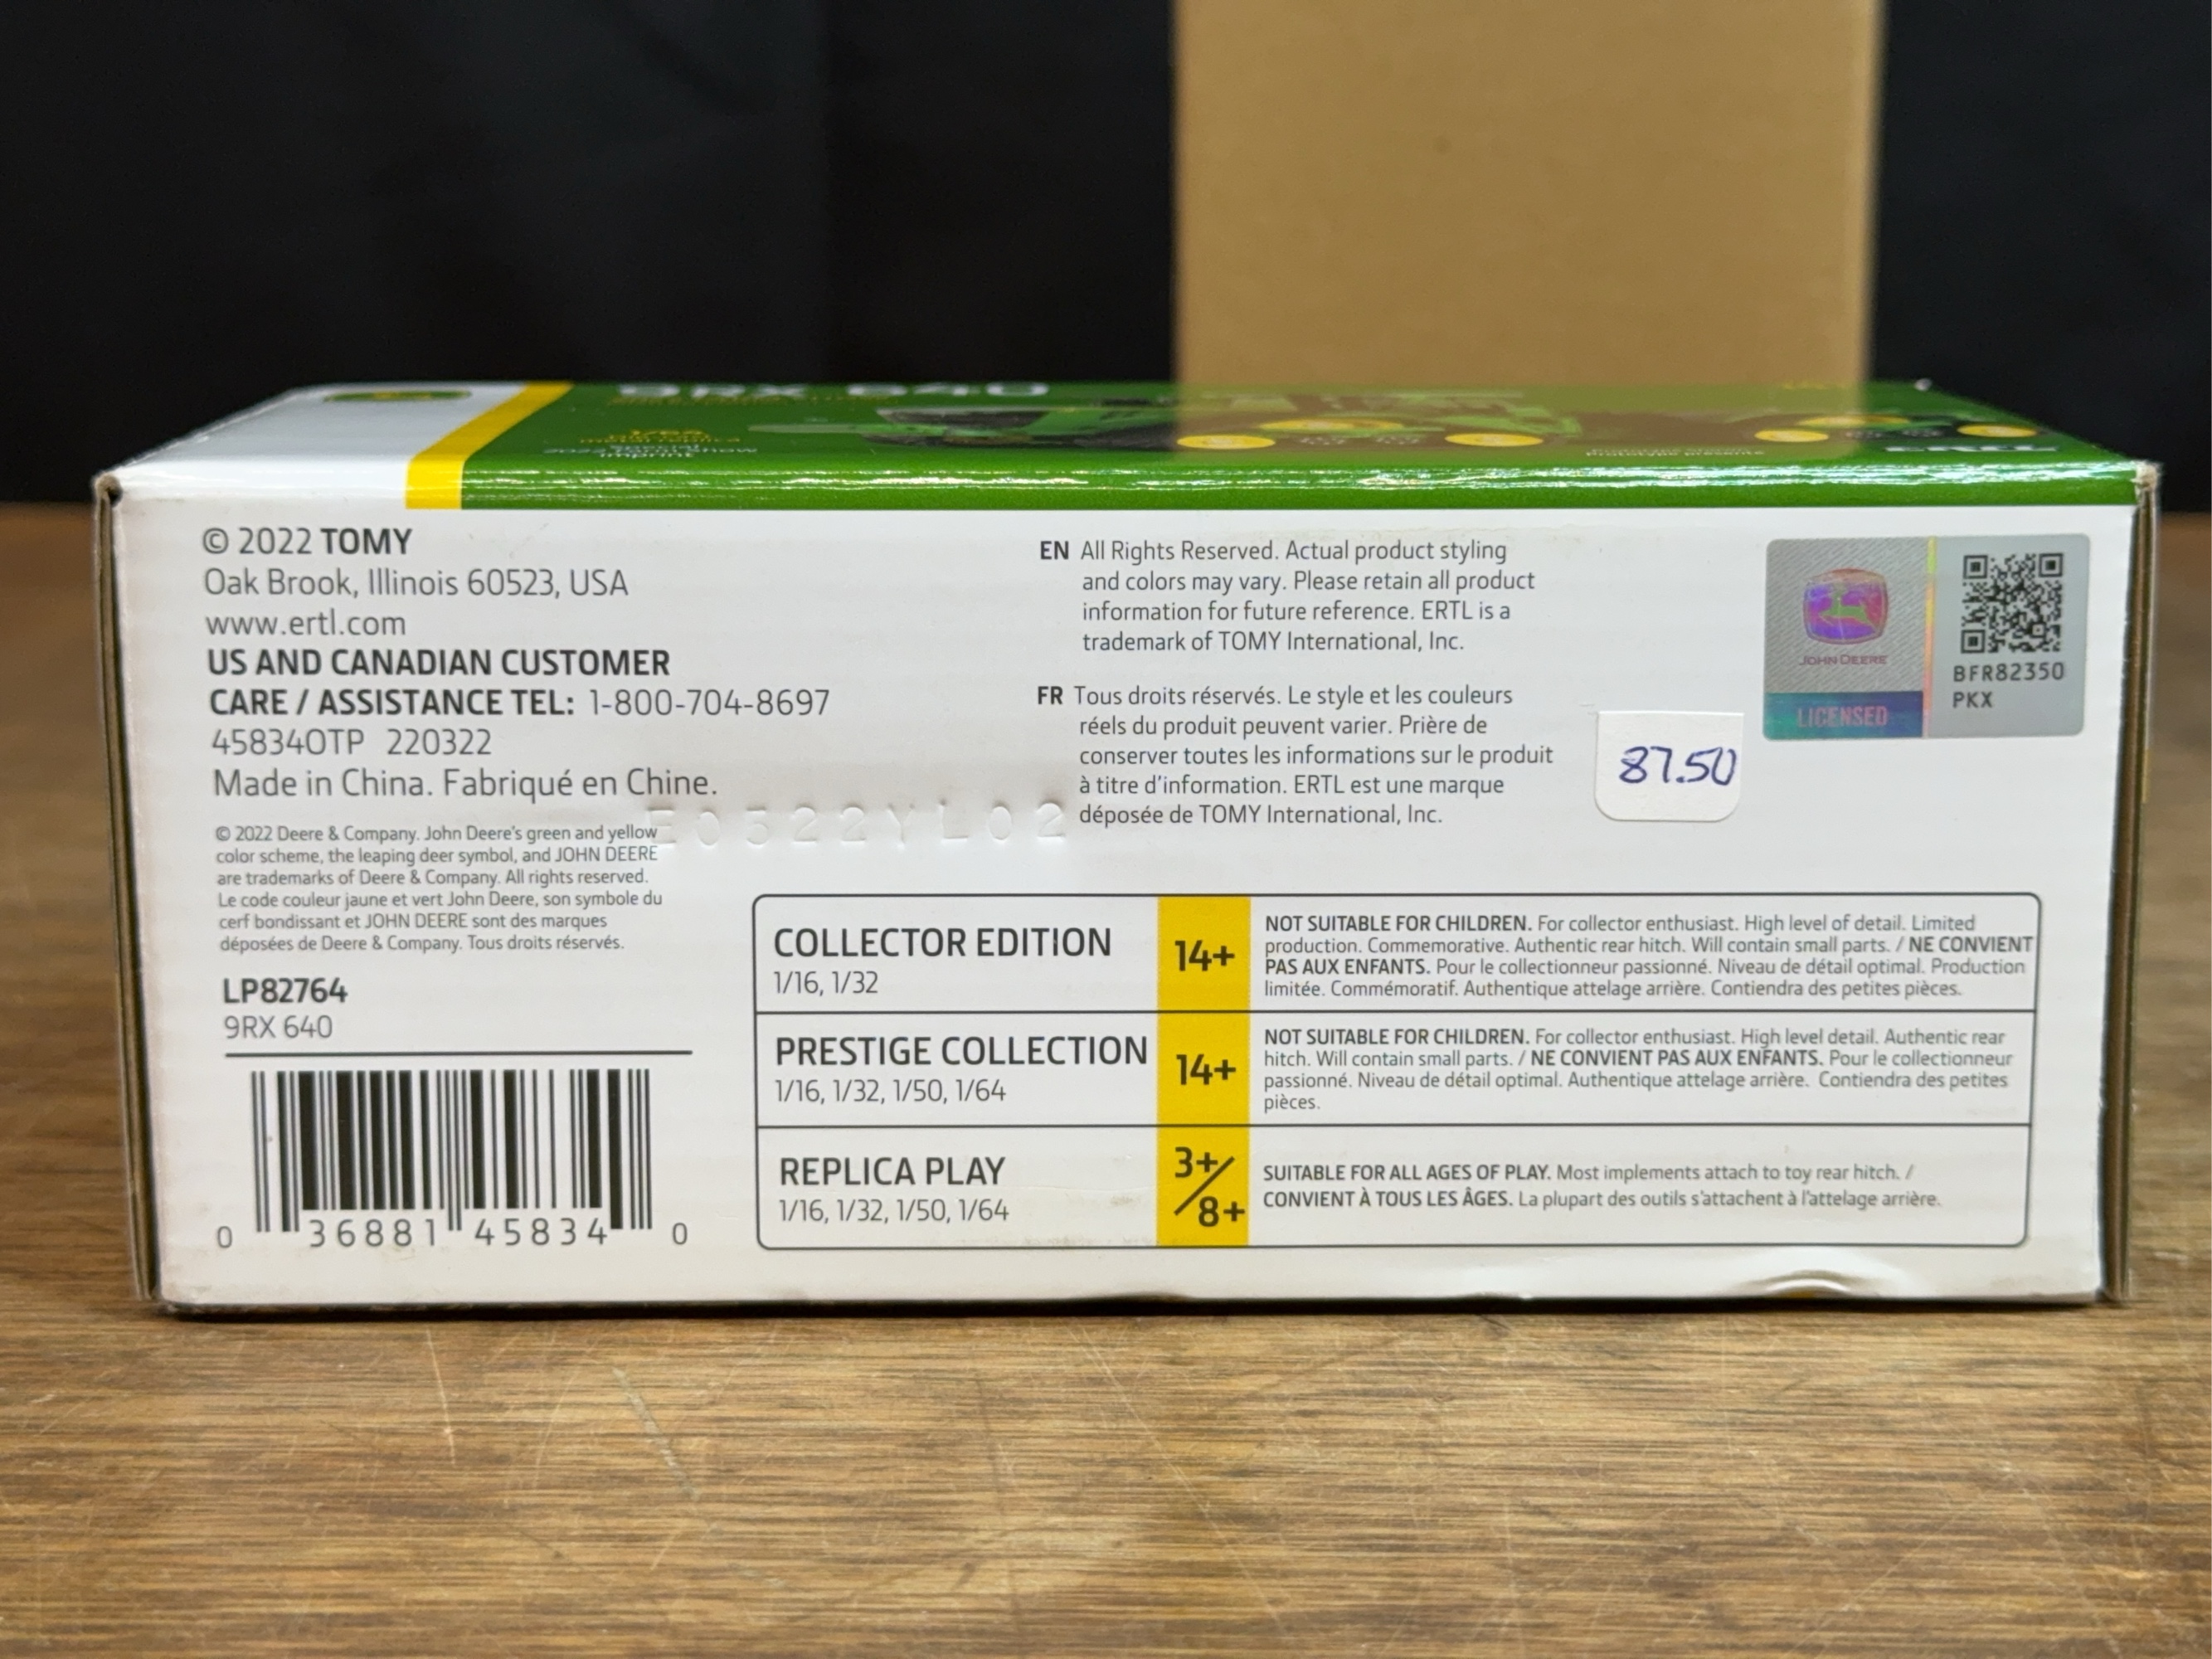 9RX 640
© 2022 TOMY
Oak Brook, Illinois 60523, USA
www.ertl.com
US AND CANADIAN CUSTOMER
CARE / ASSISTANCE TEL: 1-800-704-8697
45834OTP 220322
Made in China. Fabriqué en Chine.
© 2022 Deere & Company. John Deere's green and yellow
color scheme, the leaping deer symbol, and JOHN DEERE
are trademarks of Deere & Company. All rights reserved.
Le code couleur jaune et vert John Deere, son symbole du
cerf bondissant et JOHN DEERE sont des marques
déposées de Deere & Company. Tous droits réservés.
E0522YL02
LP82764
9RX 640
0 36881 45834 0
EN All Rights Reserved. Actual product styling
and colors may vary. Please retain all product
information for future reference. ERTL is a
trademark of TOMY International, Inc.
FR Tous droits réservés. Le style et les couleurs
réels du produit peuvent varier. Prière de
conserver toutes les informations sur le produit
à titre d'information. ERTL est une marque
déposée de TOMY International, Inc.
JOHN DEERE
LICENSED
BFR82350
PKX
87.50
COLLECTOR EDITION
1/16, 1/32
14+
NOT SUITABLE FOR CHILDREN. For collector enthusiast. High level of detail. Limited
production. Commemorative. Authentic rear hitch. Will contain small parts. / NE CONVIENT
PAS AUX ENFANTS. Pour le collectionneur passionné. Niveau de détail optimal. Production
limitée. Commémoratif. Authentique attelage arrière. Contiendra des petites pièces.
PRESTIGE COLLECTION
1/16, 1/32, 1/50, 1/64
14+
NOT SUITABLE FOR CHILDREN. For collector enthusiast. High level detail. Authentic rear
hitch. Will contain small parts. / NE CONVIENT PAS AUX ENFANTS. Pour le collectionneur
passionné. Niveau de détail optimal. Authentique attelage arrière. Contiendra des petites
pièces.
REPLICA PLAY
1/16, 1/32, 1/50, 1/64
3+/8+
SUITABLE FOR ALL AGES OF PLAY. Most implements attach to toy rear hitch. /
CONVIENT À TOUS LES ÂGES. La plupart des outils s'attachent à l'attelage arrière.